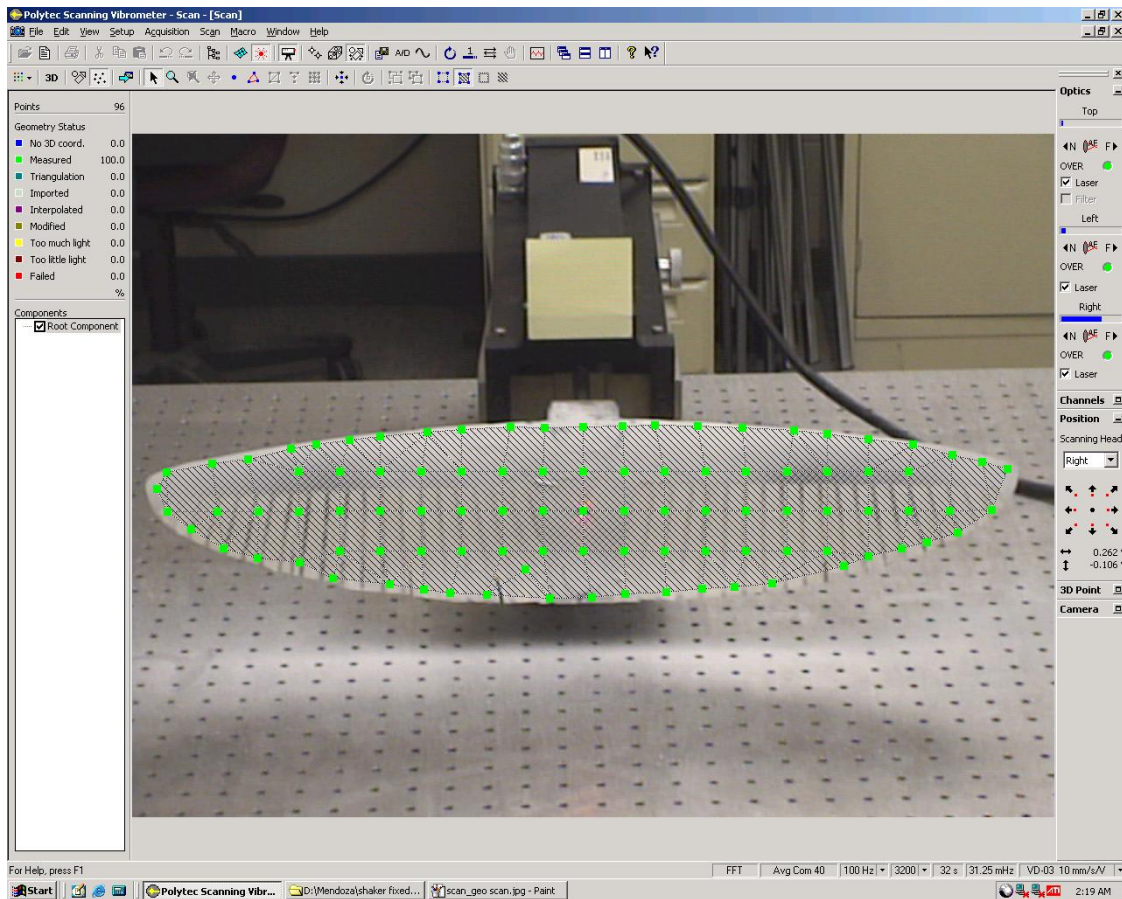 Polytec Scanning Vibrometer - Scan - [Scan]
File Edit View Setup Acquisition Scan Macro Window Help
A/D
3D
Points 96
Geometry Status
No 3D coord. 0.0
Measured 100.0
Triangulation 0.0
Imported 0.0
Interpolated 0.0
Modified 0.0
Too much light 0.0
Too little light 0.0
Failed 0.0
%
Components
Root Component
Optics
Top
N AF F
OVER
Laser
Filter
Left
N AF F
OVER
Laser
Right
N AF F
OVER
Laser
Channels
Position
Scanning Head
Right
0.262 °
-0.106 °
3D Point
Camera
For Help, press F1
FFT Avg Com 40 100 Hz 3200 32 s 31.25 mHz VD-03 10 mm/s/V
Start Polytec Scanning Vibr... D:\Mendoza\shaker fixed... scan_geo scan.jpg - Paint 2:19 AM